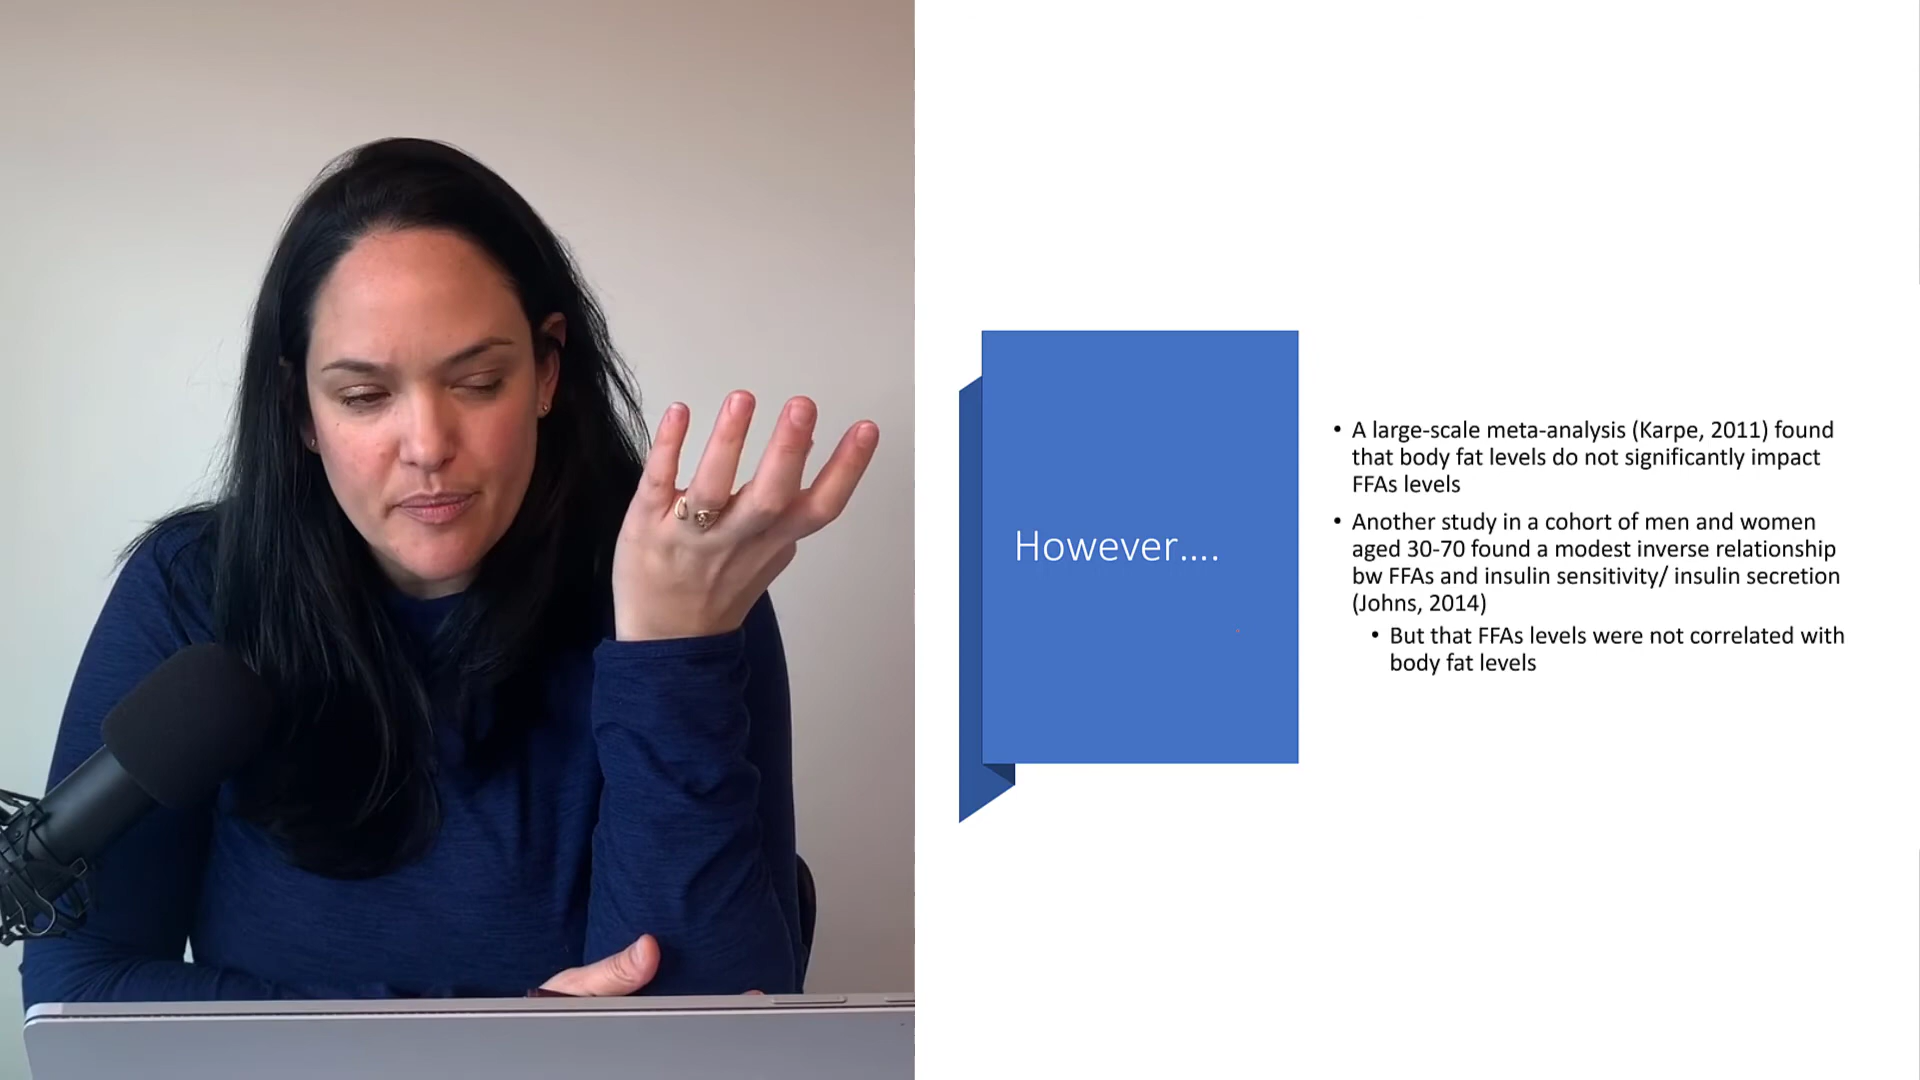 However....
• A large-scale meta-analysis (Karpe, 2011) found
that body fat levels do not significantly impact
FFAs levels
• Another study in a cohort of men and women
aged 30-70 found a modest inverse relationship
bw FFAs and insulin sensitivity/ insulin secretion
(Johns, 2014)
• But that FFAs levels were not correlated with
body fat levels